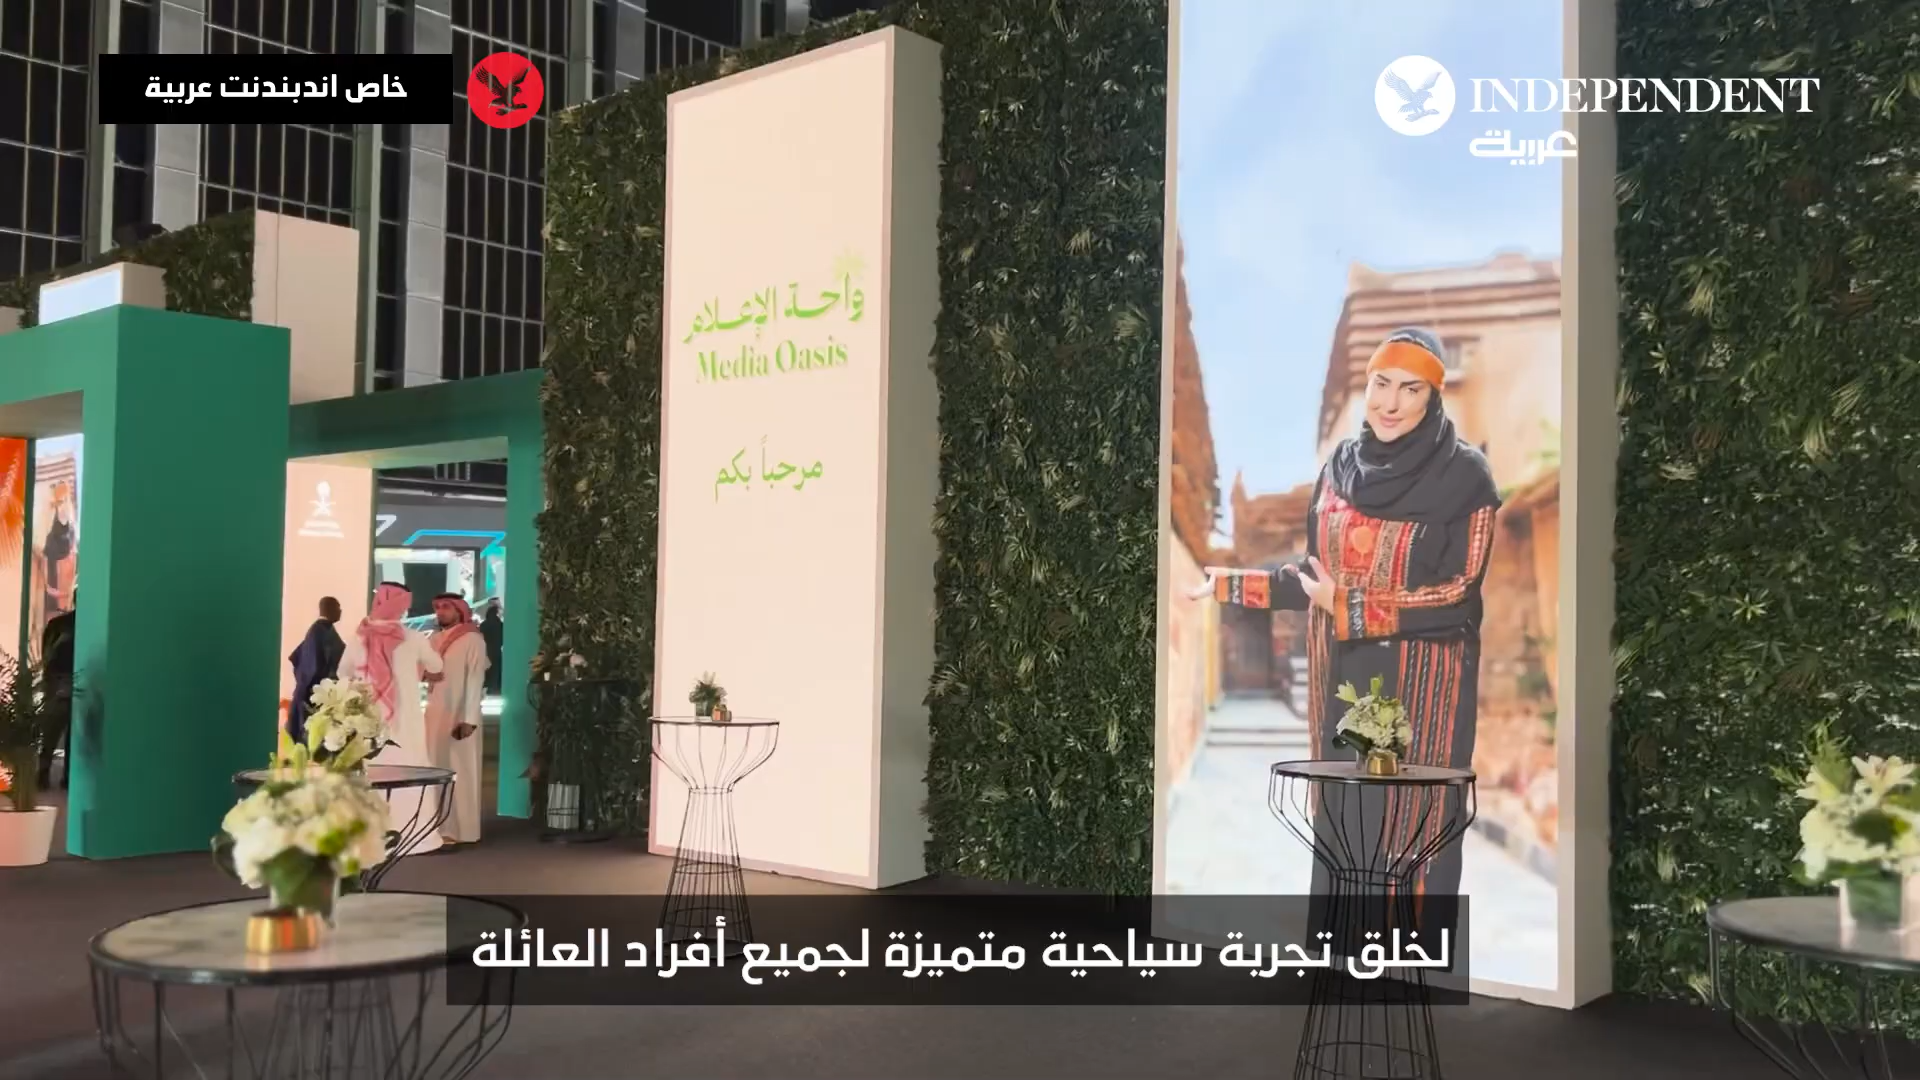 خاص اندبندنت عربية
INDEPENDENT
عربية
واحة الإعلام
Media Oasis
مرحباً بكم
لخلق تجربة سياحية متميزة لجميع أفراد العائلة